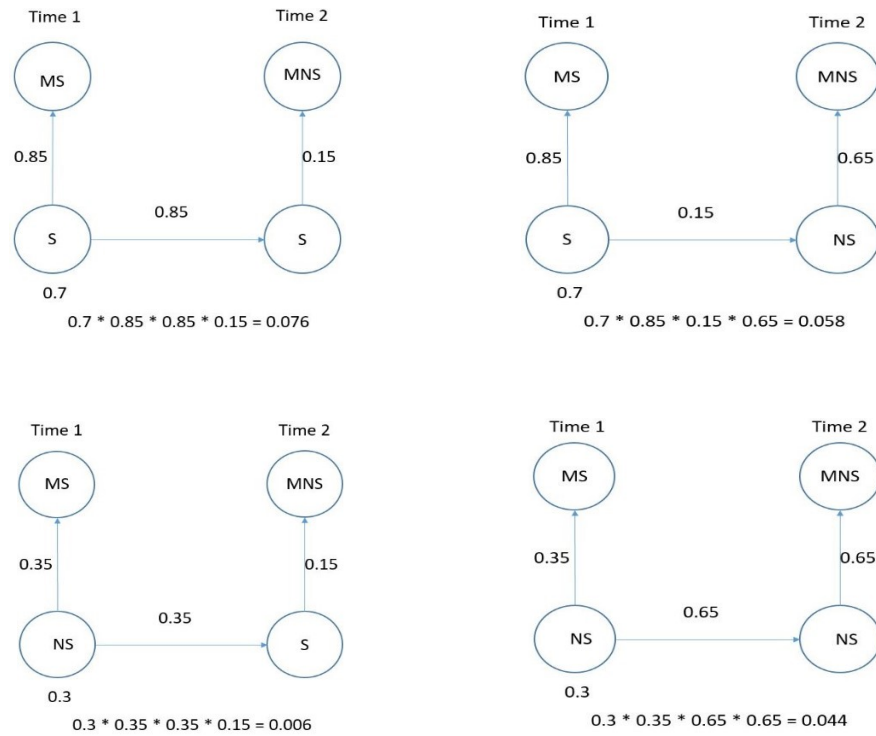 Time 1 Time 2
MS MNS
0.85 0.15
0.85
S S
0.7
0.7 * 0.85 * 0.85 * 0.15 = 0.076
Time 1 Time 2
MS MNS
0.85 0.65
0.15
S NS
0.7
0.7 * 0.85 * 0.15 * 0.65 = 0.058
Time 1 Time 2
MS MNS
0.35 0.15
0.35
NS S
0.3
0.3 * 0.35 * 0.35 * 0.15 = 0.006
Time 1 Time 2
MS MNS
0.35 0.65
0.65
NS NS
0.3
0.3 * 0.35 * 0.65 * 0.65 = 0.044